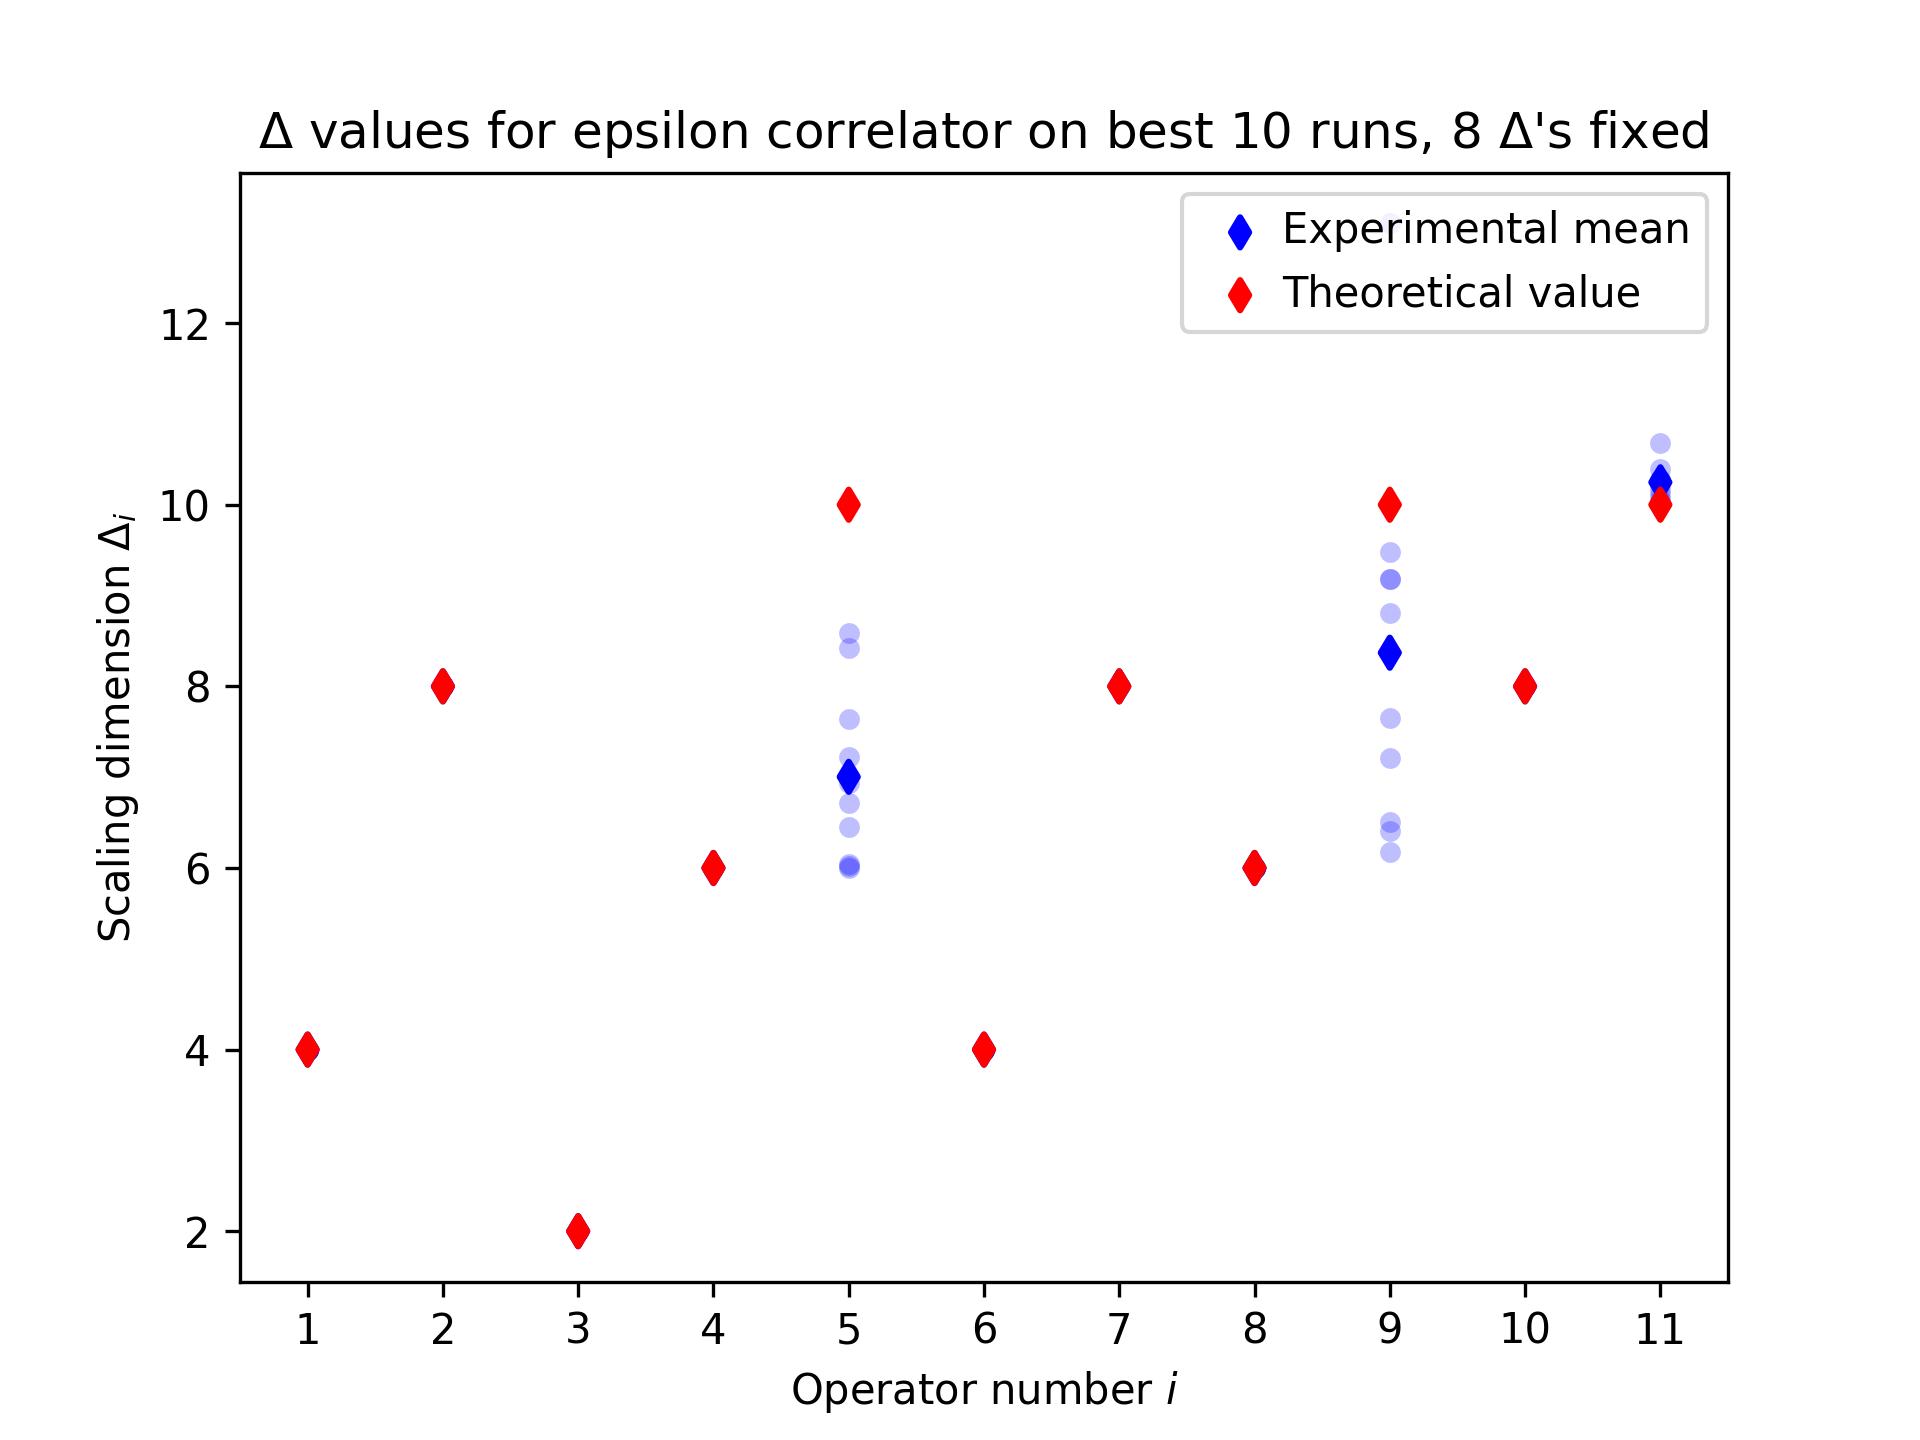 Δ values for epsilon correlator on best 10 runs, 8 Δ's fixed
Experimental mean
Theoretical value
Scaling dimension Δᵢ
12
10
8
6
4
2
1 2 3 4 5 6 7 8 9 10 11
Operator number i